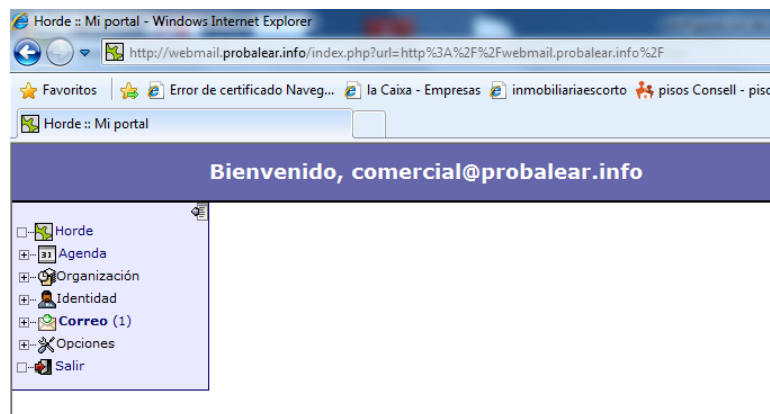 Horde :: Mi portal - Windows Internet Explorer
http://webmail.probalear.info/index.php?url=http%3A%2F%2Fwebmail.probalear.info%2F
Favoritos Error de certificado Naveg... la Caixa - Empresas inmobiliariaescorto pisos Consell - piso
Horde :: Mi portal
Bienvenido, comercial@probalear.info
Horde
31 Agenda
Organización
Identidad
Correo (1)
Opciones
Salir